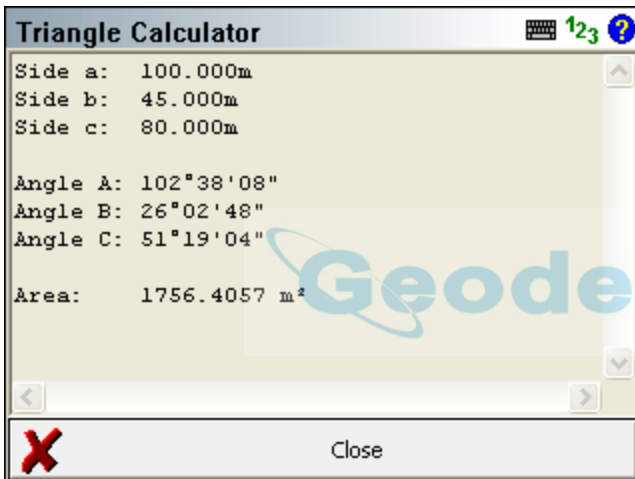 Triangle Calculator 123 ?
Side a: 100.000m
Side b: 45.000m
Side c: 80.000m
Angle A: 102°38'08"
Angle B: 26°02'48"
Angle C: 51°19'04"
Area: 1756.4057 m²
Geode
Close